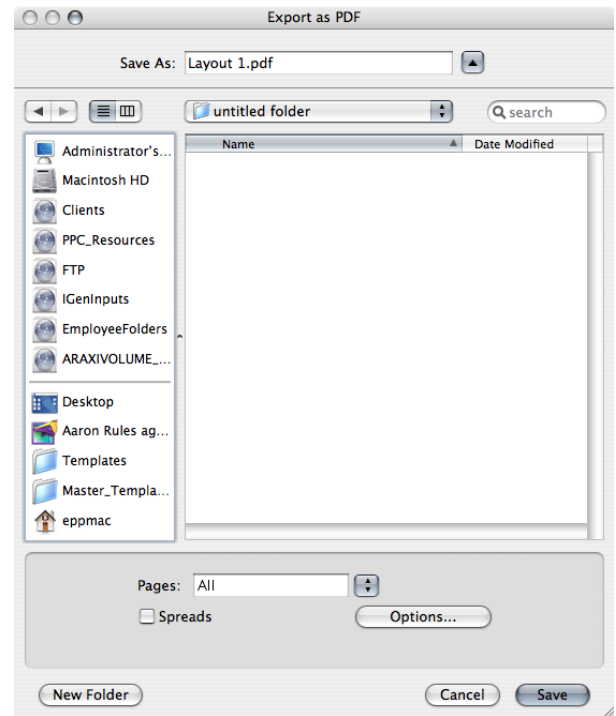 Export as PDF
Save As: Layout 1.pdf
untitled folder
search
Name Date Modified
Administrator's...
Macintosh HD
Clients
PPC_Resources
FTP
IGenInputs
EmployeeFolders
ARAXIVOLUME_...
Desktop
Aaron Rules ag...
Templates
Master_Templa...
eppmac
Pages: All
Spreads Options...
New Folder Cancel Save